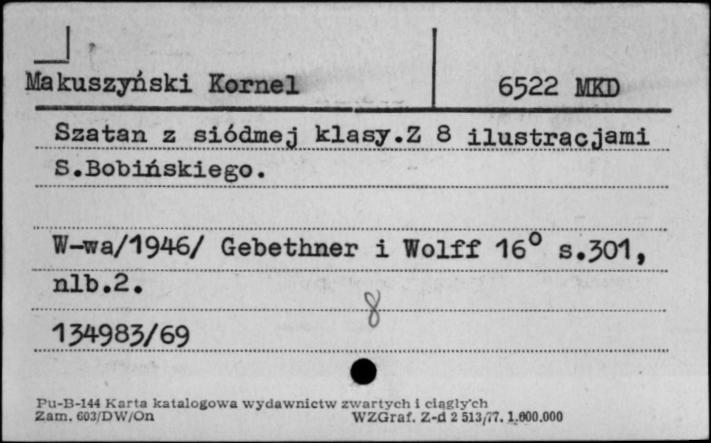 Makuszyński Kornel 6522 MKD
Szatan z siódmej klasy.Z 8 ilustracjami
S.Bobińskiego.
W-wa/1946/ Gebethner i Wolff 16° s.301,
nlb.2.
8
134983/69
Pu-B-144 Karta katalogowa wydawnictw zwartych i ciągłych
Zam. 603/DW/On WZGraf. Z-d 2 513/77. 1.000.000